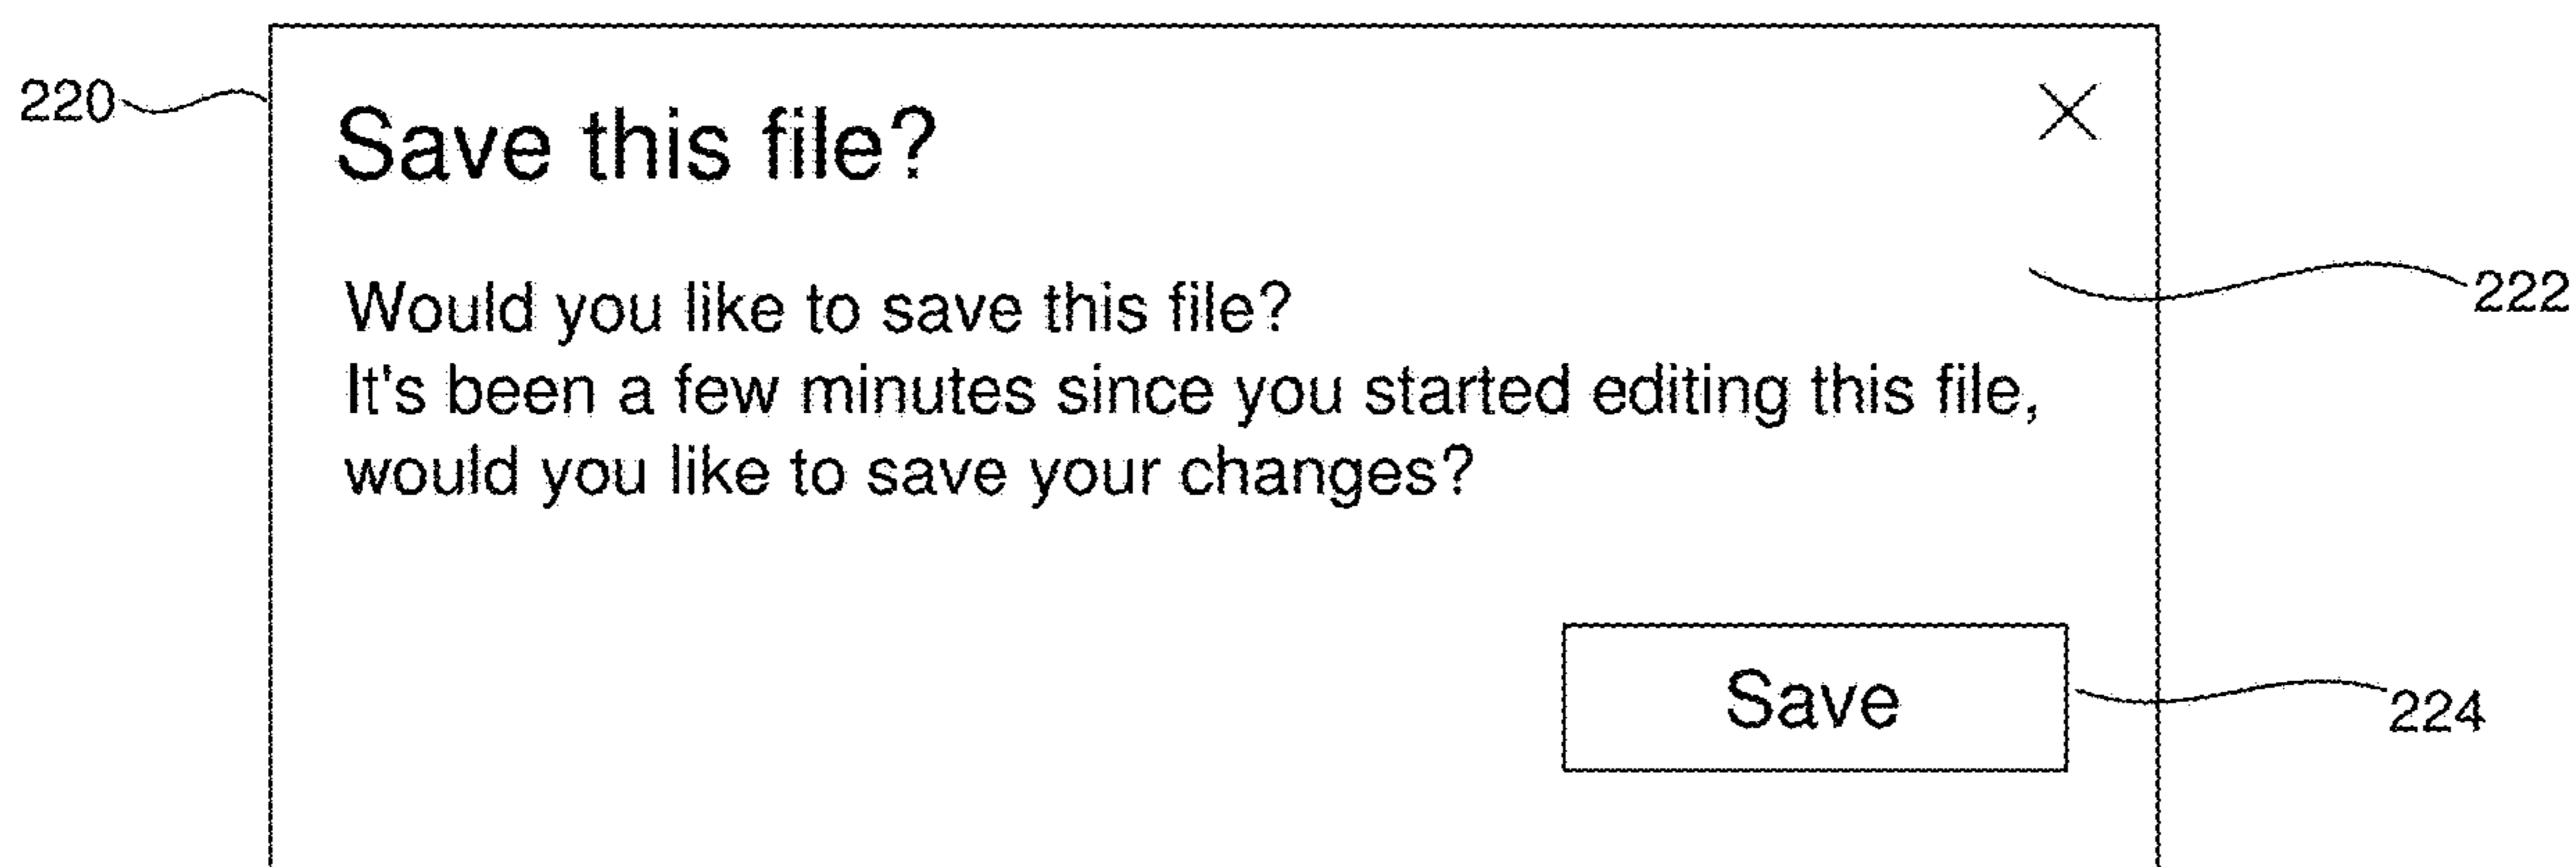 220
Save this file?
Would you like to save this file?
222
It's been a few minutes since you started editing this file,
would you like to save your changes?
Save
224